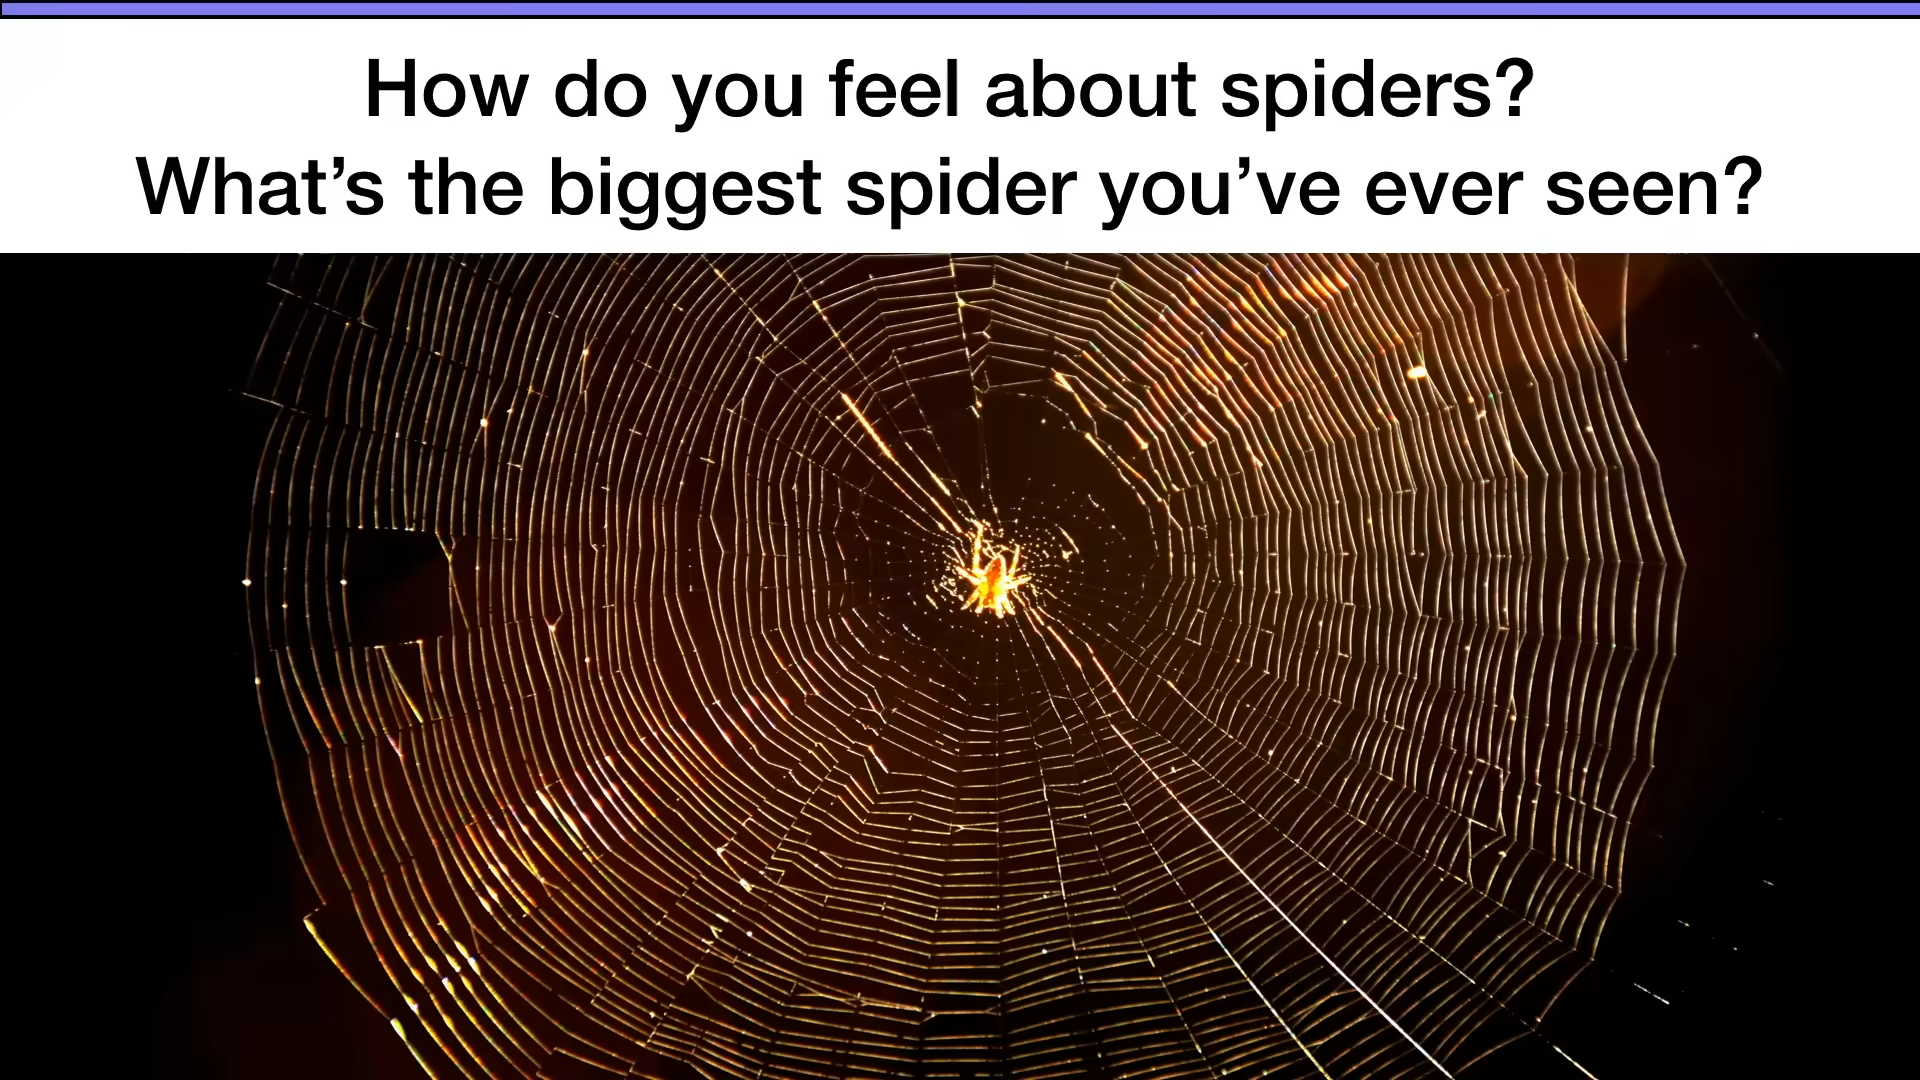 How do you feel about spiders?
What’s the biggest spider you’ve ever seen?